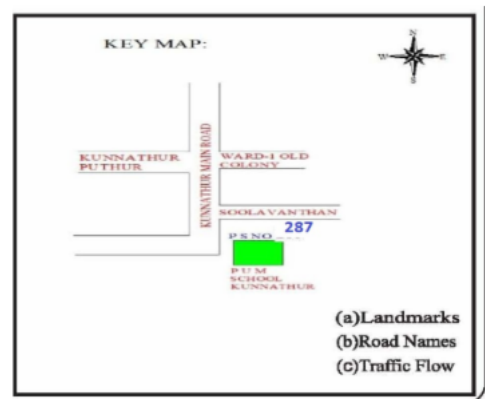 KEY MAP:
N
W E
S
KUNNATHUR
PUTHUR
KUNNATHUR MAIN ROAD
WARD-1 OLD
COLONY
SOOLAVANTHAN
P S NO 287
P U M
SCHOOL
KUNNATHUR
(a)Landmarks
(b)Road Names
(c)Traffic Flow